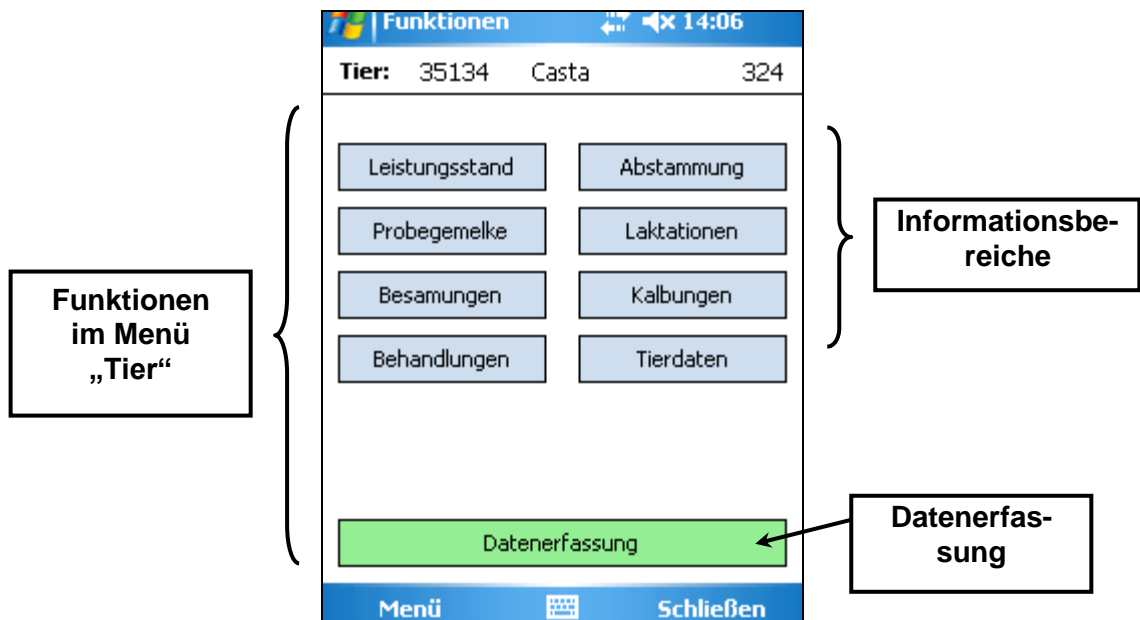 Funktionen 14:06
Tier: 35134 Casta 324
Leistungsstand Abstammung
Probegemelke Laktationen
Besamungen Kalbungen
Behandlungen Tierdaten
Datenerfassung
Menü Schließen
Funktionen
im Menü
„Tier“
Informationsbe-
reiche
Datenerfas-
sung